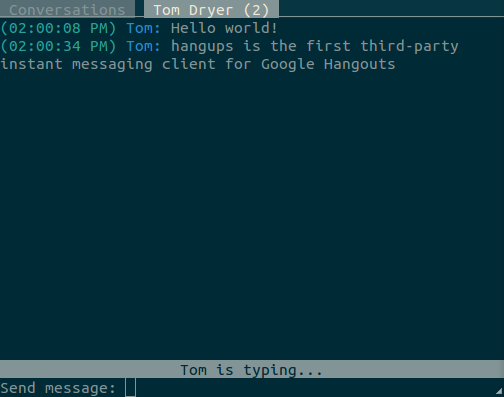 Conversations Tom Dryer (2)
(02:00:08 PM) Tom: Hello world!
(02:00:34 PM) Tom: hangups is the first third-party
instant messaging client for Google Hangouts
Tom is typing...
Send message: